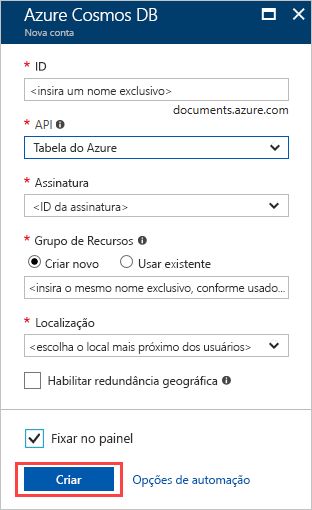 Azure Cosmos DB
Nova conta
* ID
<insira um nome exclusivo>
documents.azure.com
* API
Tabela do Azure
* Assinatura
<ID da assinatura>
* Grupo de Recursos
Criar novo Usar existente
<insira o mesmo nome exclusivo, conforme usado...
* Localização
<escolha o local mais próximo dos usuários>
Habilitar redundância geográfica
Fixar no painel
Criar Opções de automação